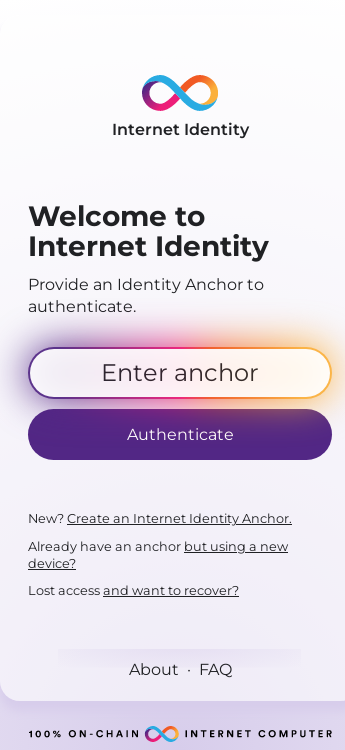 Internet Identity
Welcome to
Internet Identity
Provide an Identity Anchor to
authenticate.
Enter anchor
Authenticate
New? Create an Internet Identity Anchor.
Already have an anchor but using a new
device?
Lost access and want to recover?
About · FAQ
100% ON-CHAIN INTERNET COMPUTER